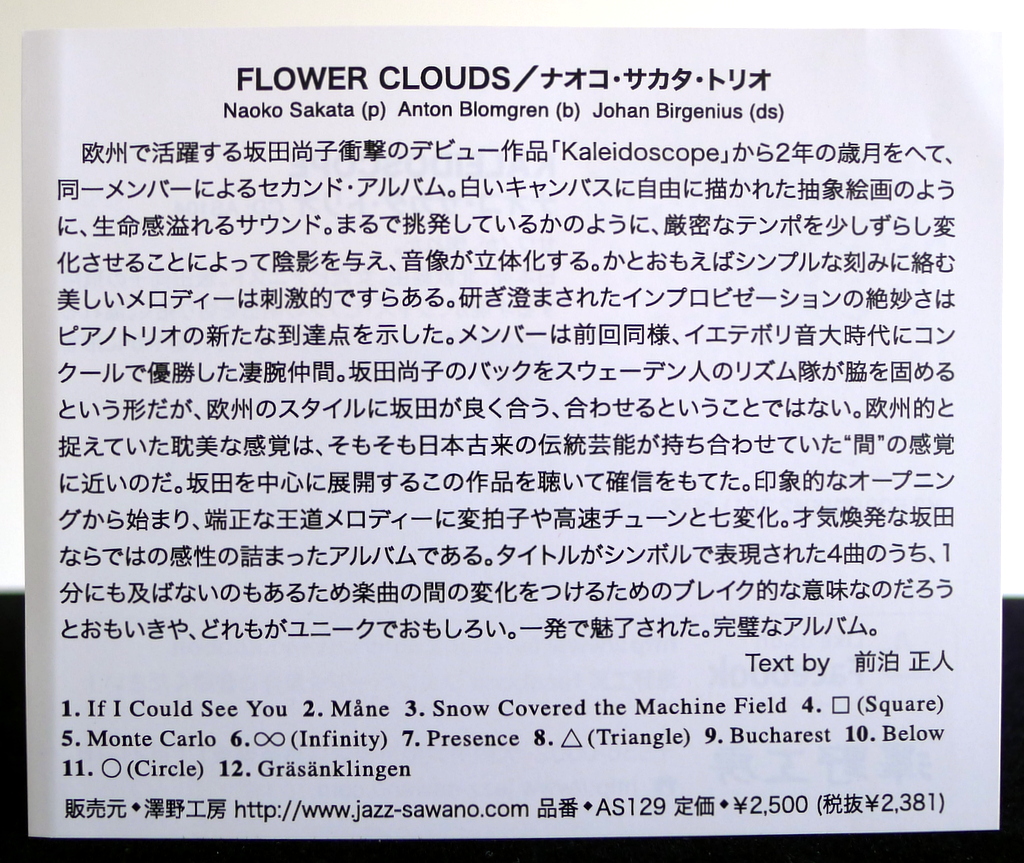 FLOWER CLOUDS／ナオコ・サカタ・トリオ
Naoko Sakata (p) Anton Blomgren (b) Johan Birgenius (ds)
欧州で活躍する坂田尚子衝撃のデビュー作品「Kaleidoscope」から2年の歳月をへて、
同一メンバーによるセカンド・アルバム。白いキャンバスに自由に描かれた抽象絵画のよう
に、生命感溢れるサウンド。まるで挑発しているかのように、厳密なテンポを少しずらし変
化させることによって陰影を与え、音像が立体化する。かとおもえばシンプルな刻みに絡む
美しいメロディーは刺激的ですらある。研ぎ澄まされたインプロビゼーションの絶妙さは
ピアノトリオの新たな到達点を示した。メンバーは前回同様、イエテボリ音大時代にコン
クールで優勝した凄腕仲間。坂田尚子のバックをスウェーデン人のリズム隊が脇を固める
という形だが、欧州のスタイルに坂田が良く合う、合わせるということではない。欧州的と
捉えていた耽美な感覚は、そもそも日本古来の伝統芸能が持ち合わせていた“間”の感覚
に近いのだ。坂田を中心に展開するこの作品を聴いて確信をもてた。印象的なオープニン
グから始まり、端正な王道メロディーに変拍子や高速チューンと七変化。才気煥発な坂田
ならではの感性の詰まったアルバムである。タイトルがシンボルで表現された4曲のうち、1
分にも及ばないのもあるため楽曲の間の変化をつけるためのブレイク的な意味なのだろう
とおもいきや、どれもがユニークでおもしろい。一発で魅了された。完璧なアルバム。
Text by 前泊 正人
1. If I Could See You 2. Måne 3. Snow Covered the Machine Field 4. □ (Square)
5. Monte Carlo 6. ∞ (Infinity) 7. Presence 8. △ (Triangle) 9. Bucharest 10. Below
11. ○ (Circle) 12. Gräsänklingen
販売元◆澤野工房 http://www.jazz-sawano.com 品番◆AS129 定価◆¥2,500 (税抜¥2,381)